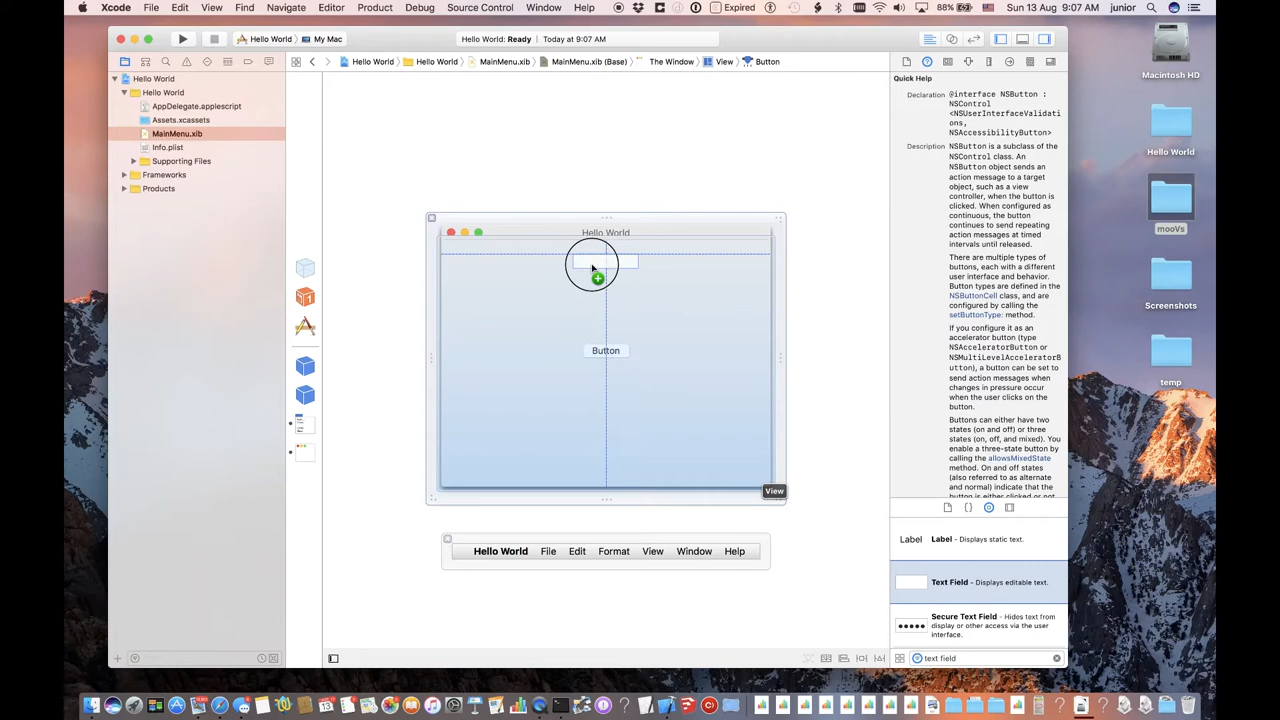 Xcode File Edit View Find Navigate Editor Product Debug Source Control Window Help Expired 88% Sun 13 Aug 9:07 AM junior
Hello World My Mac Hello World: Ready Today at 9:07 AM
Hello World Hello World MainMenu.xib MainMenu.xib (Base) The Window View Button
Hello World
Hello World
AppDelegate.applescript
Assets.xcassets
MainMenu.xib
Info.plist
Supporting Files
Frameworks
Products
Hello World
Button
View
Hello World File Edit Format View Window Help
Quick Help
Declaration @interface NSButton :
NSControl
<NSUserInterfaceValidati
ons,
NSAccessibilityButton>
Description NSButton is a subclass of the
NSControl class. An
NSButton object sends an
action message to a target
object, such as a view
controller, when the button is
clicked. When configured as
continuous, the button
continues to send repeating
action messages at timed
intervals until released.
There are multiple types of
buttons, each with a different
user interface and behavior.
Button types are defined in the
NSButtonCell class, and are
configured by calling the
setButtonType: method.
If you configure it as an
accelerator button (type
NSAcceleratorButton or
NSMultiLevelAcceleratorB
utton), a button can be set to
send action messages when
changes in pressure occur
when the user clicks on the
button.
Buttons can either have two
states (on and off) or three
states (on, off, and mixed). You
enable a three-state button by
calling the allowsMixedState
method. On and off states
(also referred to as alternate
and normal) indicate that the
button is either clicked or not
Label Label - Displays static text.
Text Field - Displays editable text.
Secure Text Field - Hides text from
display or other access via the user
interface.
text field
Macintosh HD
Hello World
mooVs
Screenshots
temp